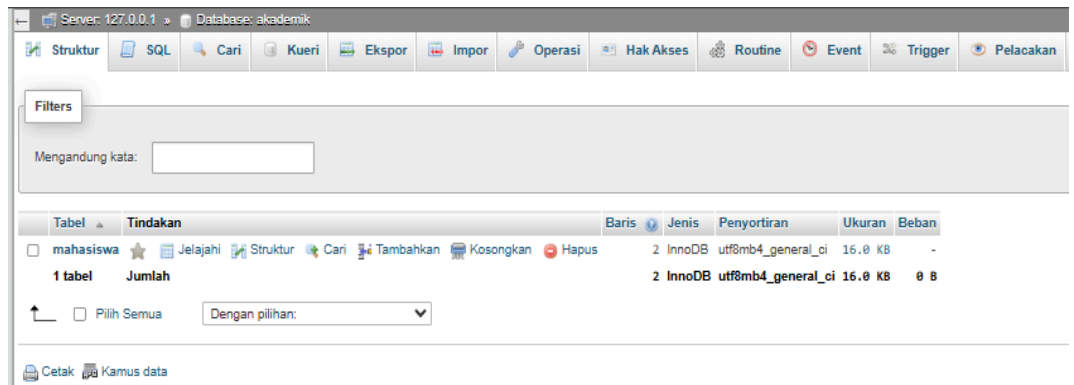 Server: 127.0.0.1 » Database: akademik
Struktur SQL Cari Kueri Ekspor Impor Operasi Hak Akses Routine Event Trigger Pelacakan
Filters
Mengandung kata:
Tabel Tindakan Baris Jenis Penyortiran Ukuran Beban
mahasiswa Jelajahi Struktur Cari Tambahkan Kosongkan Hapus 2 InnoDB utf8mb4_general_ci 16.0 KB -
1 tabel Jumlah 2 InnoDB utf8mb4_general_ci 16.0 KB 0 B
Pilih Semua Dengan pilihan:
Cetak Kamus data